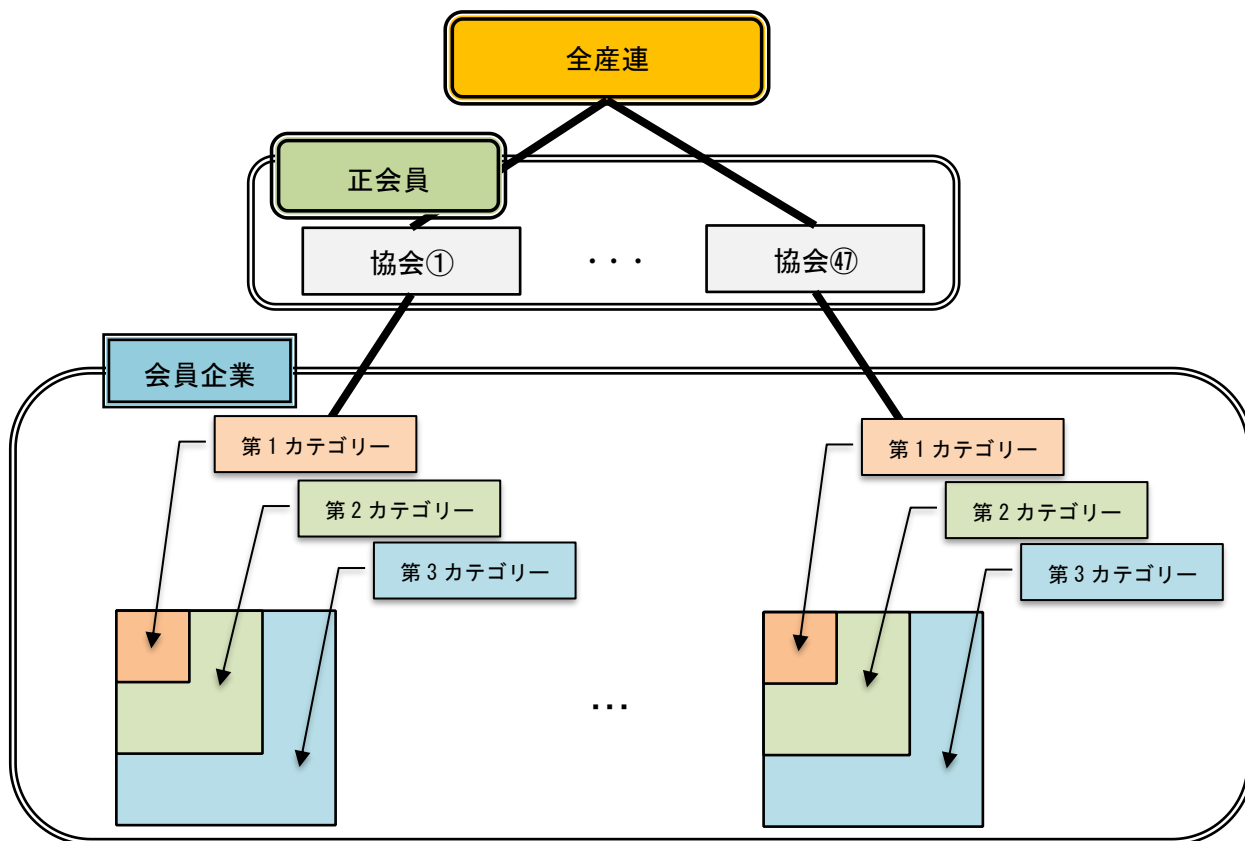 全産連
正会員
協会①
・・・
協会㊼
会員企業
第1カテゴリー
第2カテゴリー
第3カテゴリー
第1カテゴリー
第2カテゴリー
第3カテゴリー
…